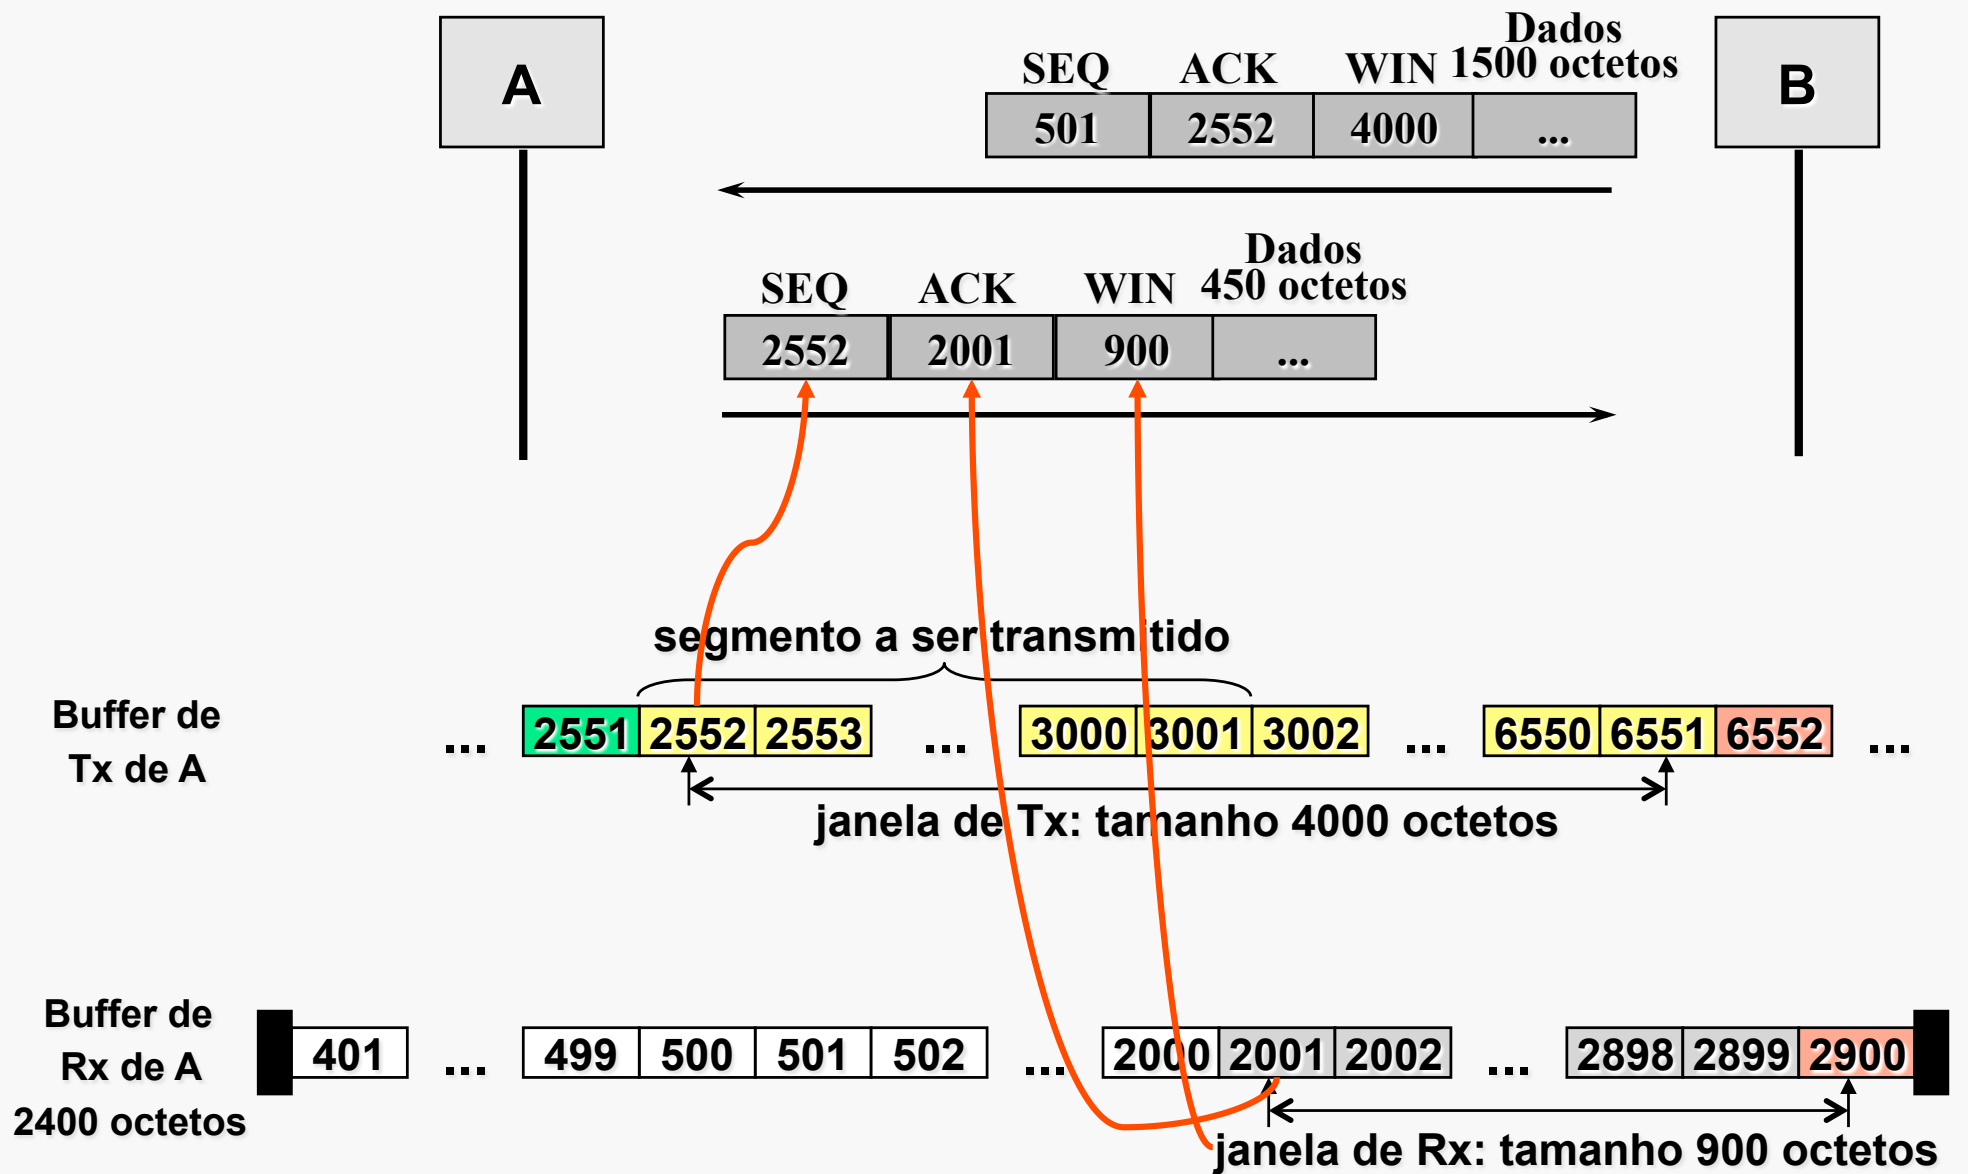 A
B
Dados
SEQ ACK WIN 1500 octetos
501 2552 4000 ...
Dados
SEQ ACK WIN 450 octetos
2552 2001 900 ...
segmento a ser transmitido
Buffer de
Tx de A
... 2551 2552 2553 ... 3000 3001 3002 ... 6550 6551 6552 ...
janela de Tx: tamanho 4000 octetos
Buffer de
Rx de A
2400 octetos
401 ... 499 500 501 502 ... 2000 2001 2002 ... 2898 2899 2900
janela de Rx: tamanho 900 octetos